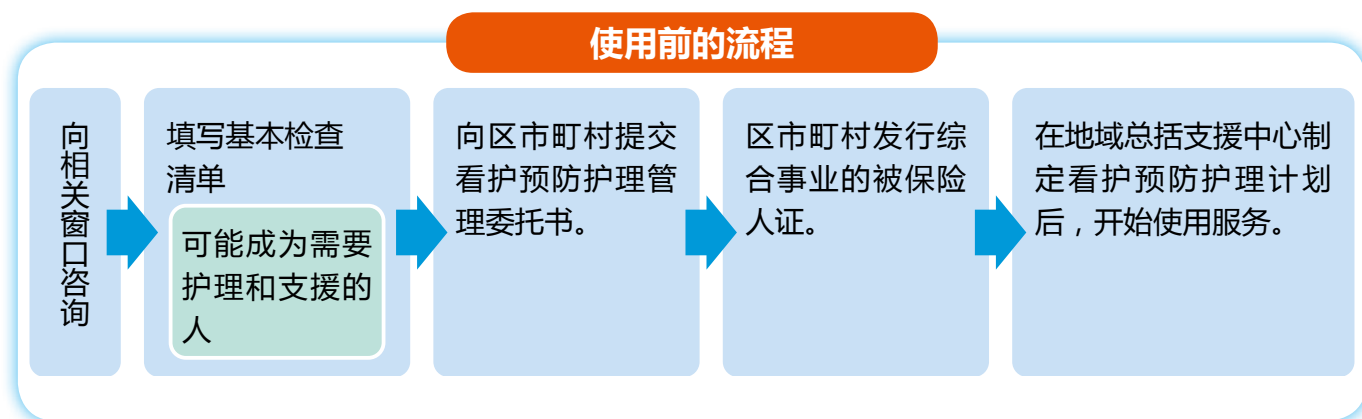 使用前的流程
向相关窗口咨询
填写基本检查
清单
可能成为需要
护理和支援的
人
向区市町村提交
看护预防护理管
理委托书。
区市町村发行综
合事业的被保险
人证。
在地域总括支援中心制
定看护预防护理计划
后，开始使用服务。